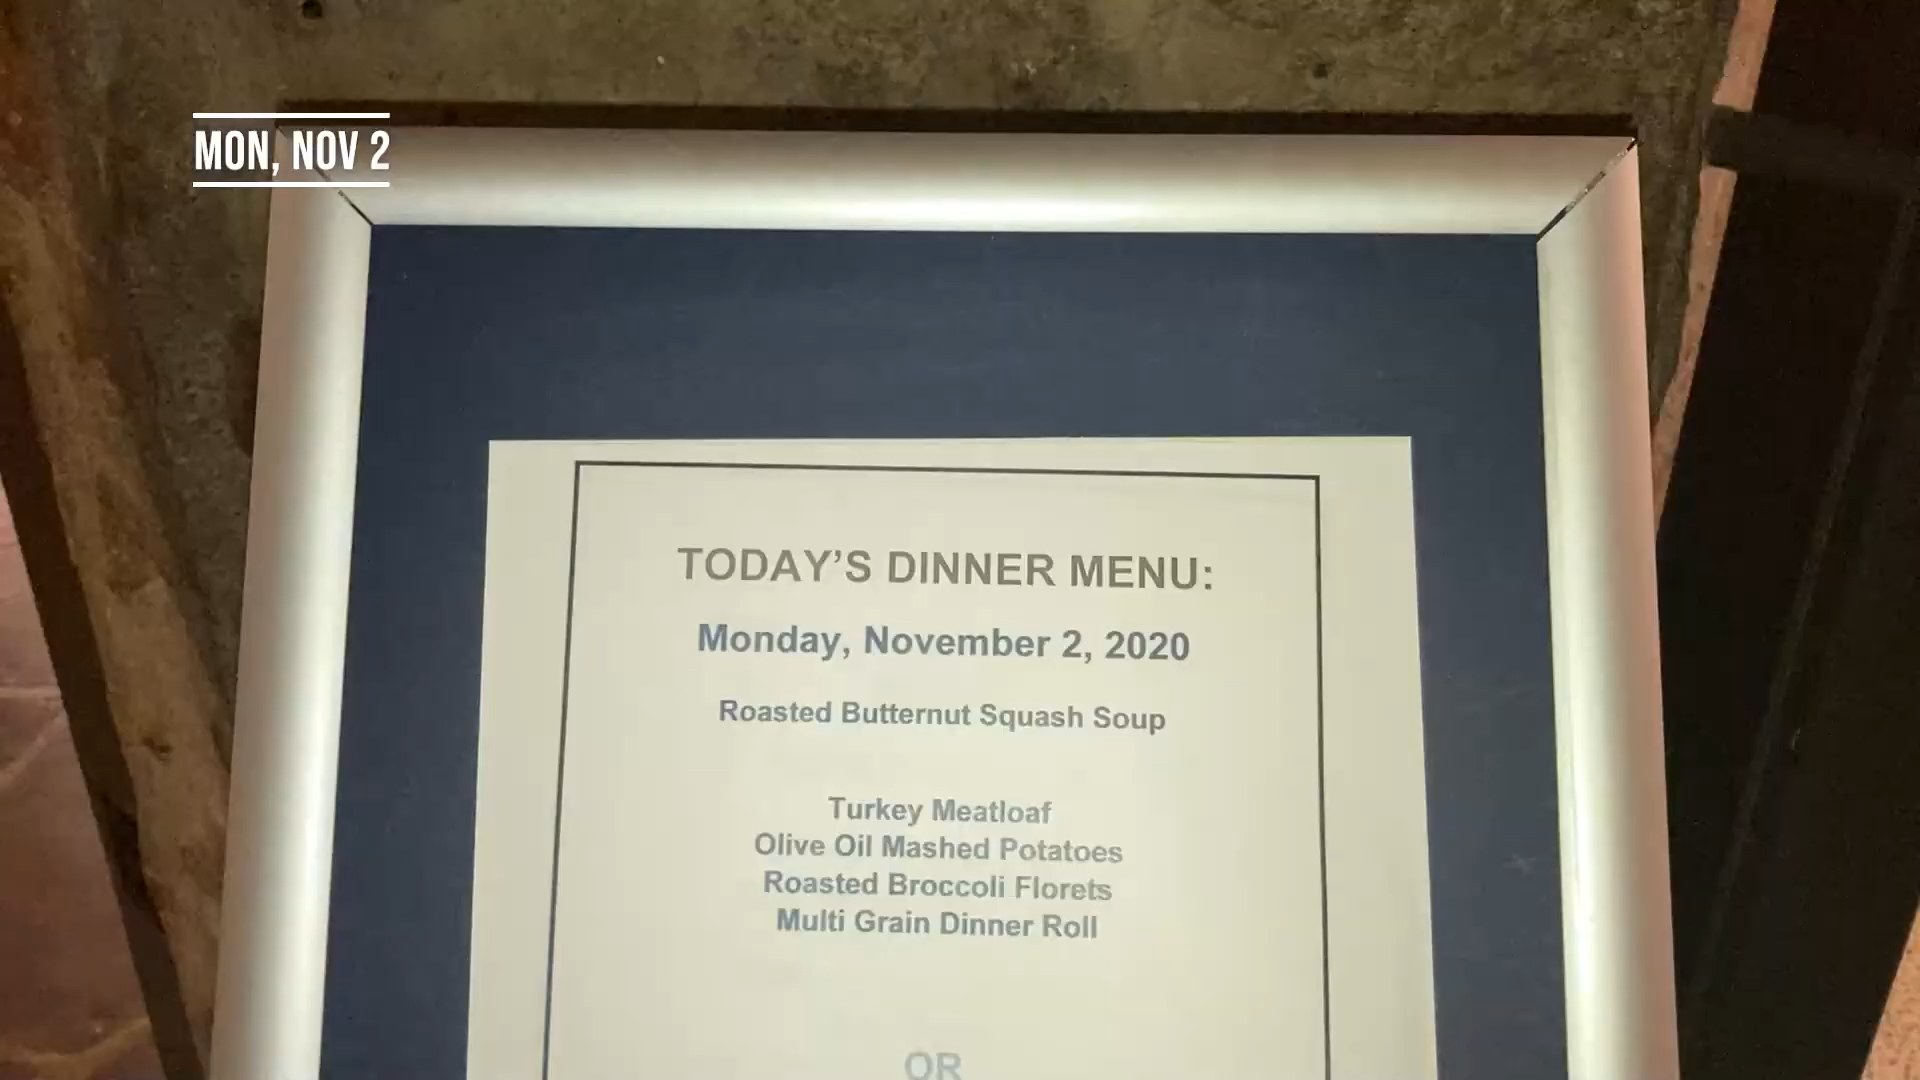 MON, NOV 2
TODAY’S DINNER MENU:
Monday, November 2, 2020
Roasted Butternut Squash Soup
Turkey Meatloaf
Olive Oil Mashed Potatoes
Roasted Broccoli Florets
Multi Grain Dinner Roll
OR